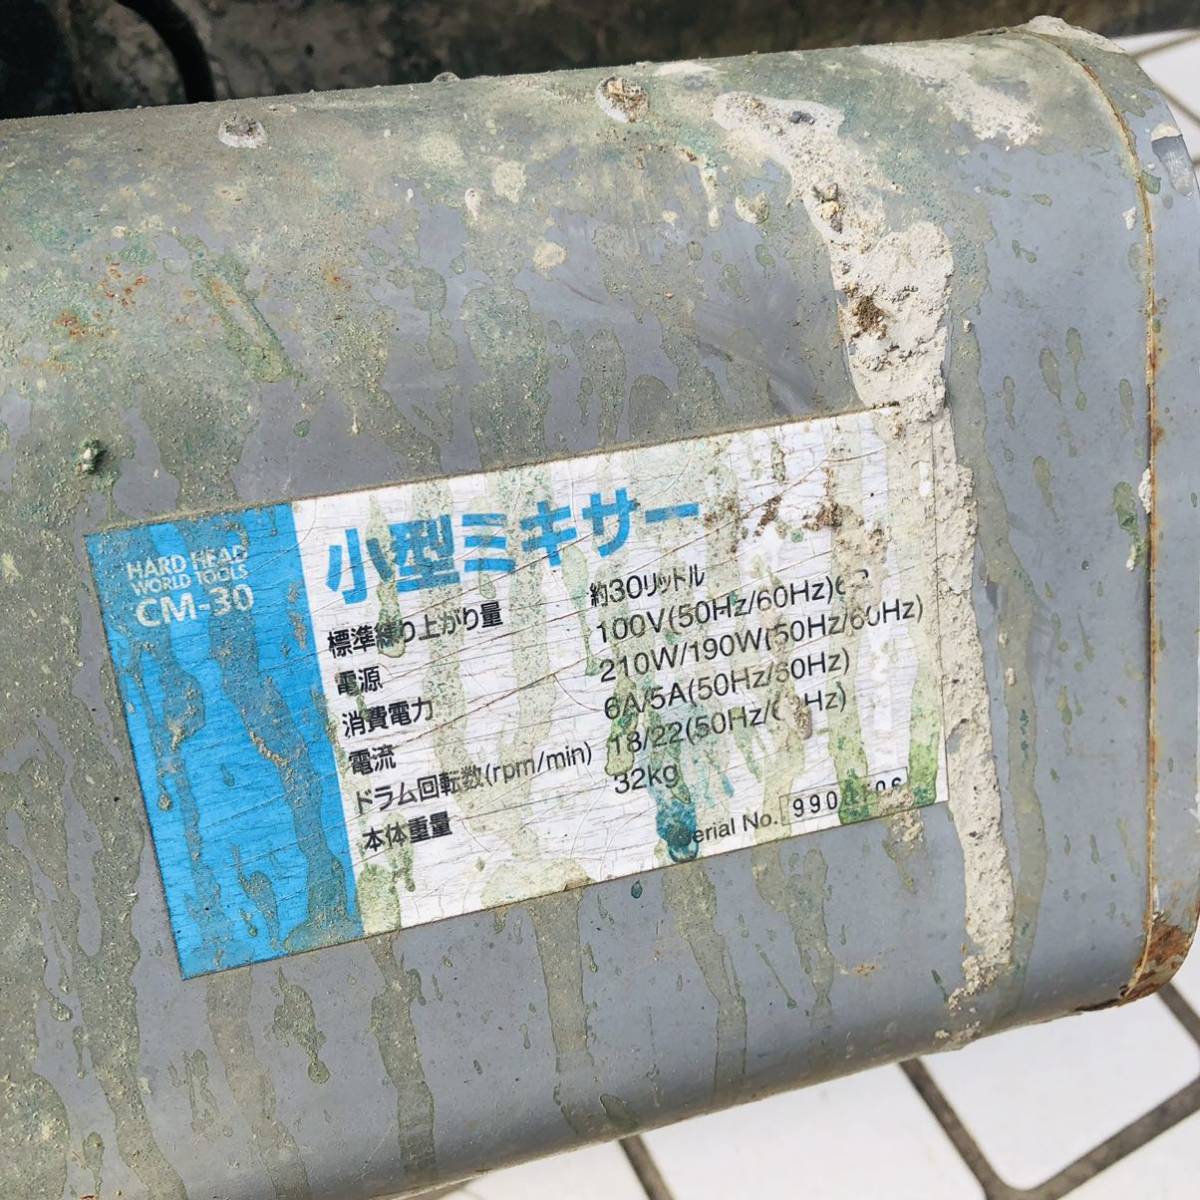 HARD HEAD
WORLD TOOLS
CM-30
小型ミキサー
標準練り上がり量 約30リットル
電源 100V(50Hz/60Hz)
消費電力 210W/190W(50Hz/60Hz)
電流 6A/5A(50Hz/60Hz)
ドラム回転数(rpm/min) 18/22(50Hz/60Hz)
本体重量 32kg
Serial No.